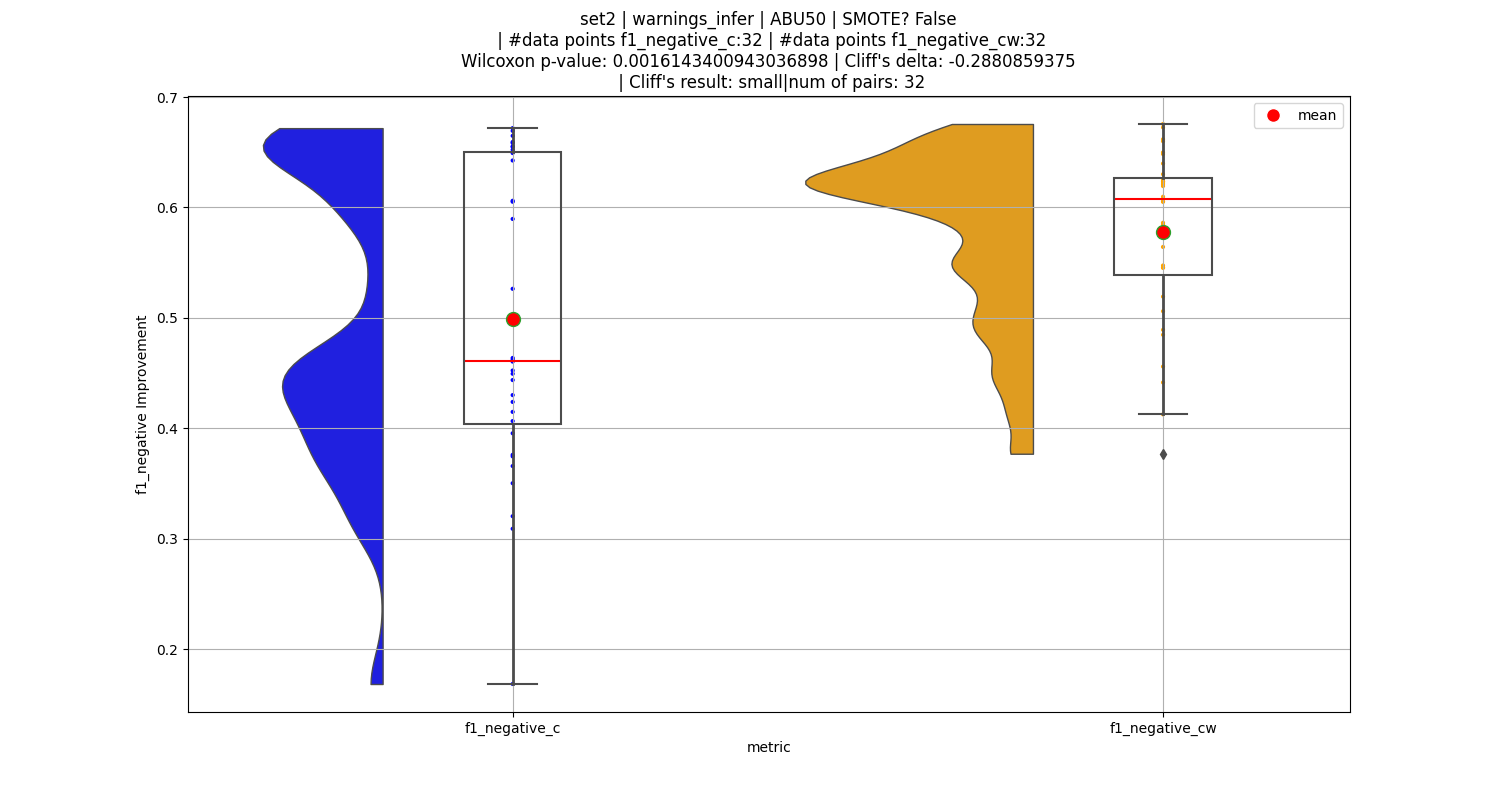 set2 | warnings_infer | ABU50 | SMOTE? False
| #data points f1_negative_c:32 | #data points f1_negative_cw:32
Wilcoxon p-value: 0.0016143400943036898 | Cliff's delta: -0.2880859375
| Cliff's result: small|num of pairs: 32
mean
0.7
0.6
0.5
0.4
0.3
0.2
f1_negative Improvement
f1_negative_c
f1_negative_cw
metric